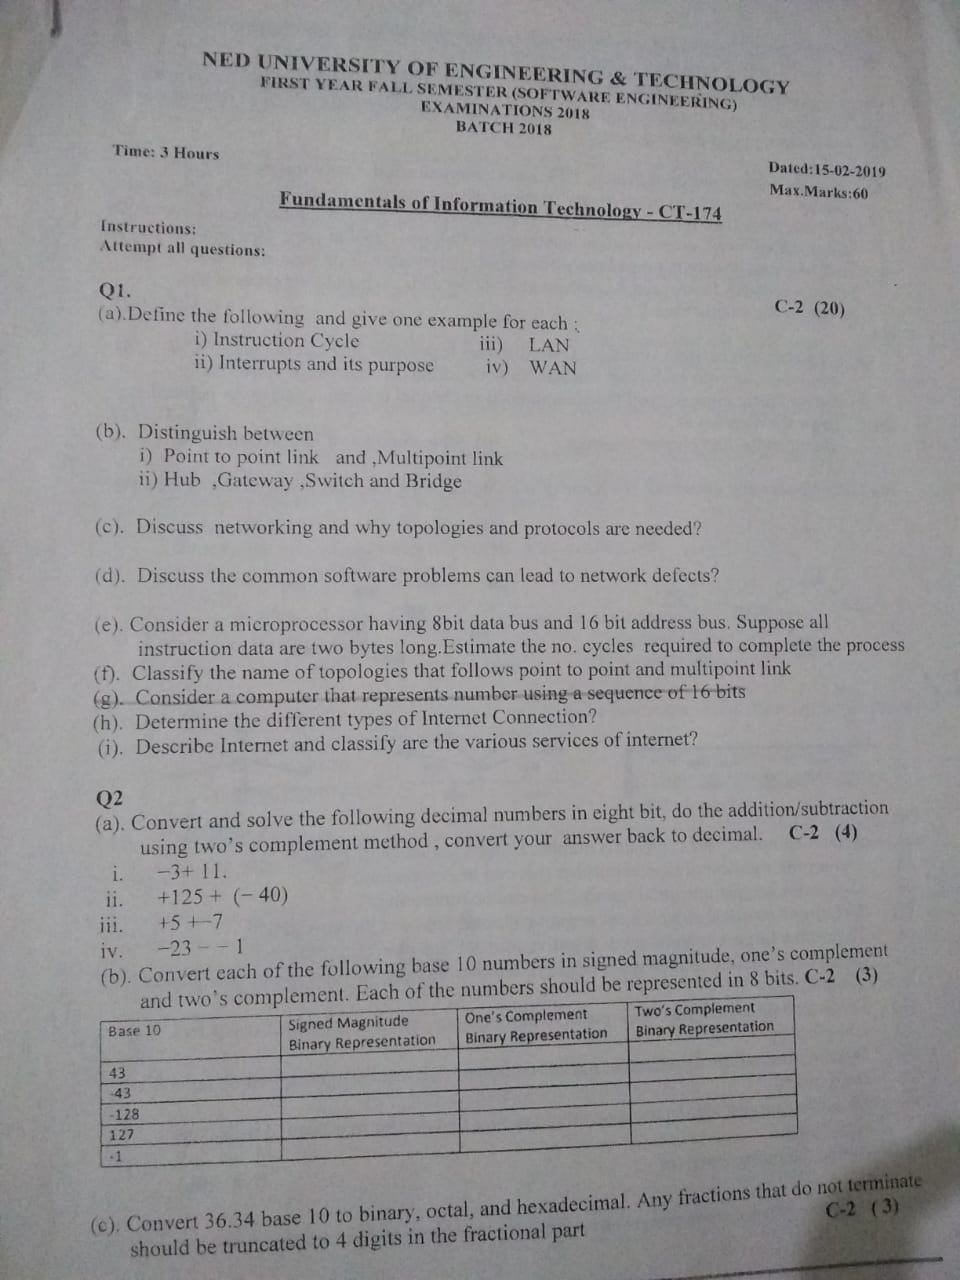 NED UNIVERSITY OF ENGINEERING & TECHNOLOGY
FIRST YEAR FALL SEMESTER (SOFTWARE ENGINEERING)
EXAMINATIONS 2018
BATCH 2018
Time: 3 Hours
Dated:15-02-2019
Max.Marks:60
Fundamentals of Information Technology - CT-174
Instructions:
Attempt all questions:
Q1.
C-2 (20)
(a).Define the following and give one example for each :
i) Instruction Cycle iii) LAN
ii) Interrupts and its purpose iv) WAN
(b). Distinguish between
i) Point to point link and ,Multipoint link
ii) Hub ,Gateway ,Switch and Bridge
(c). Discuss networking and why topologies and protocols are needed?
(d). Discuss the common software problems can lead to network defects?
(e). Consider a microprocessor having 8bit data bus and 16 bit address bus. Suppose all
instruction data are two bytes long.Estimate the no. cycles required to complete the process
(f). Classify the name of topologies that follows point to point and multipoint link
(g). Consider a computer that represents number using a sequence of 16 bits
(h). Determine the different types of Internet Connection?
(i). Describe Internet and classify are the various services of internet?
Q2
(a). Convert and solve the following decimal numbers in eight bit, do the addition/subtraction
using two's complement method , convert your answer back to decimal. C-2 (4)
i. −3+ 11.
ii. +125 + (− 40)
iii. +5 +−7
iv. −23 − − 1
(b). Convert each of the following base 10 numbers in signed magnitude, one's complement
and two's complement. Each of the numbers should be represented in 8 bits. C-2 (3)
Base 10 Signed Magnitude One's Complement Two's Complement
Binary Representation Binary Representation Binary Representation
43
-43
-128
127
-1
(c). Convert 36.34 base 10 to binary, octal, and hexadecimal. Any fractions that do not terminate
should be truncated to 4 digits in the fractional part C-2 (3)